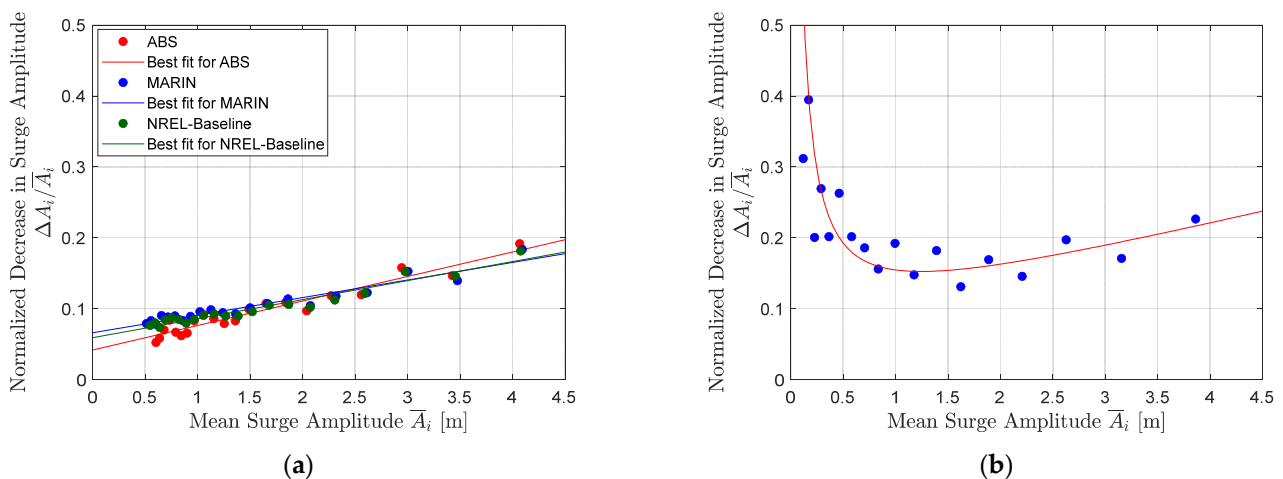 Normalized Decrease in Surge Amplitude
ΔA_i/A̅_i
0.5
0.4
0.3
0.2
0.1
0
ABS
Best fit for ABS
MARIN
Best fit for MARIN
NREL-Baseline
Best fit for NREL-Baseline
0 0.5 1 1.5 2 2.5 3 3.5 4 4.5
Mean Surge Amplitude A̅_i [m]
(a)
Normalized Decrease in Surge Amplitude
ΔA_i/A̅_i
0.5
0.4
0.3
0.2
0.1
0
0 0.5 1 1.5 2 2.5 3 3.5 4 4.5
Mean Surge Amplitude A̅_i [m]
(b)